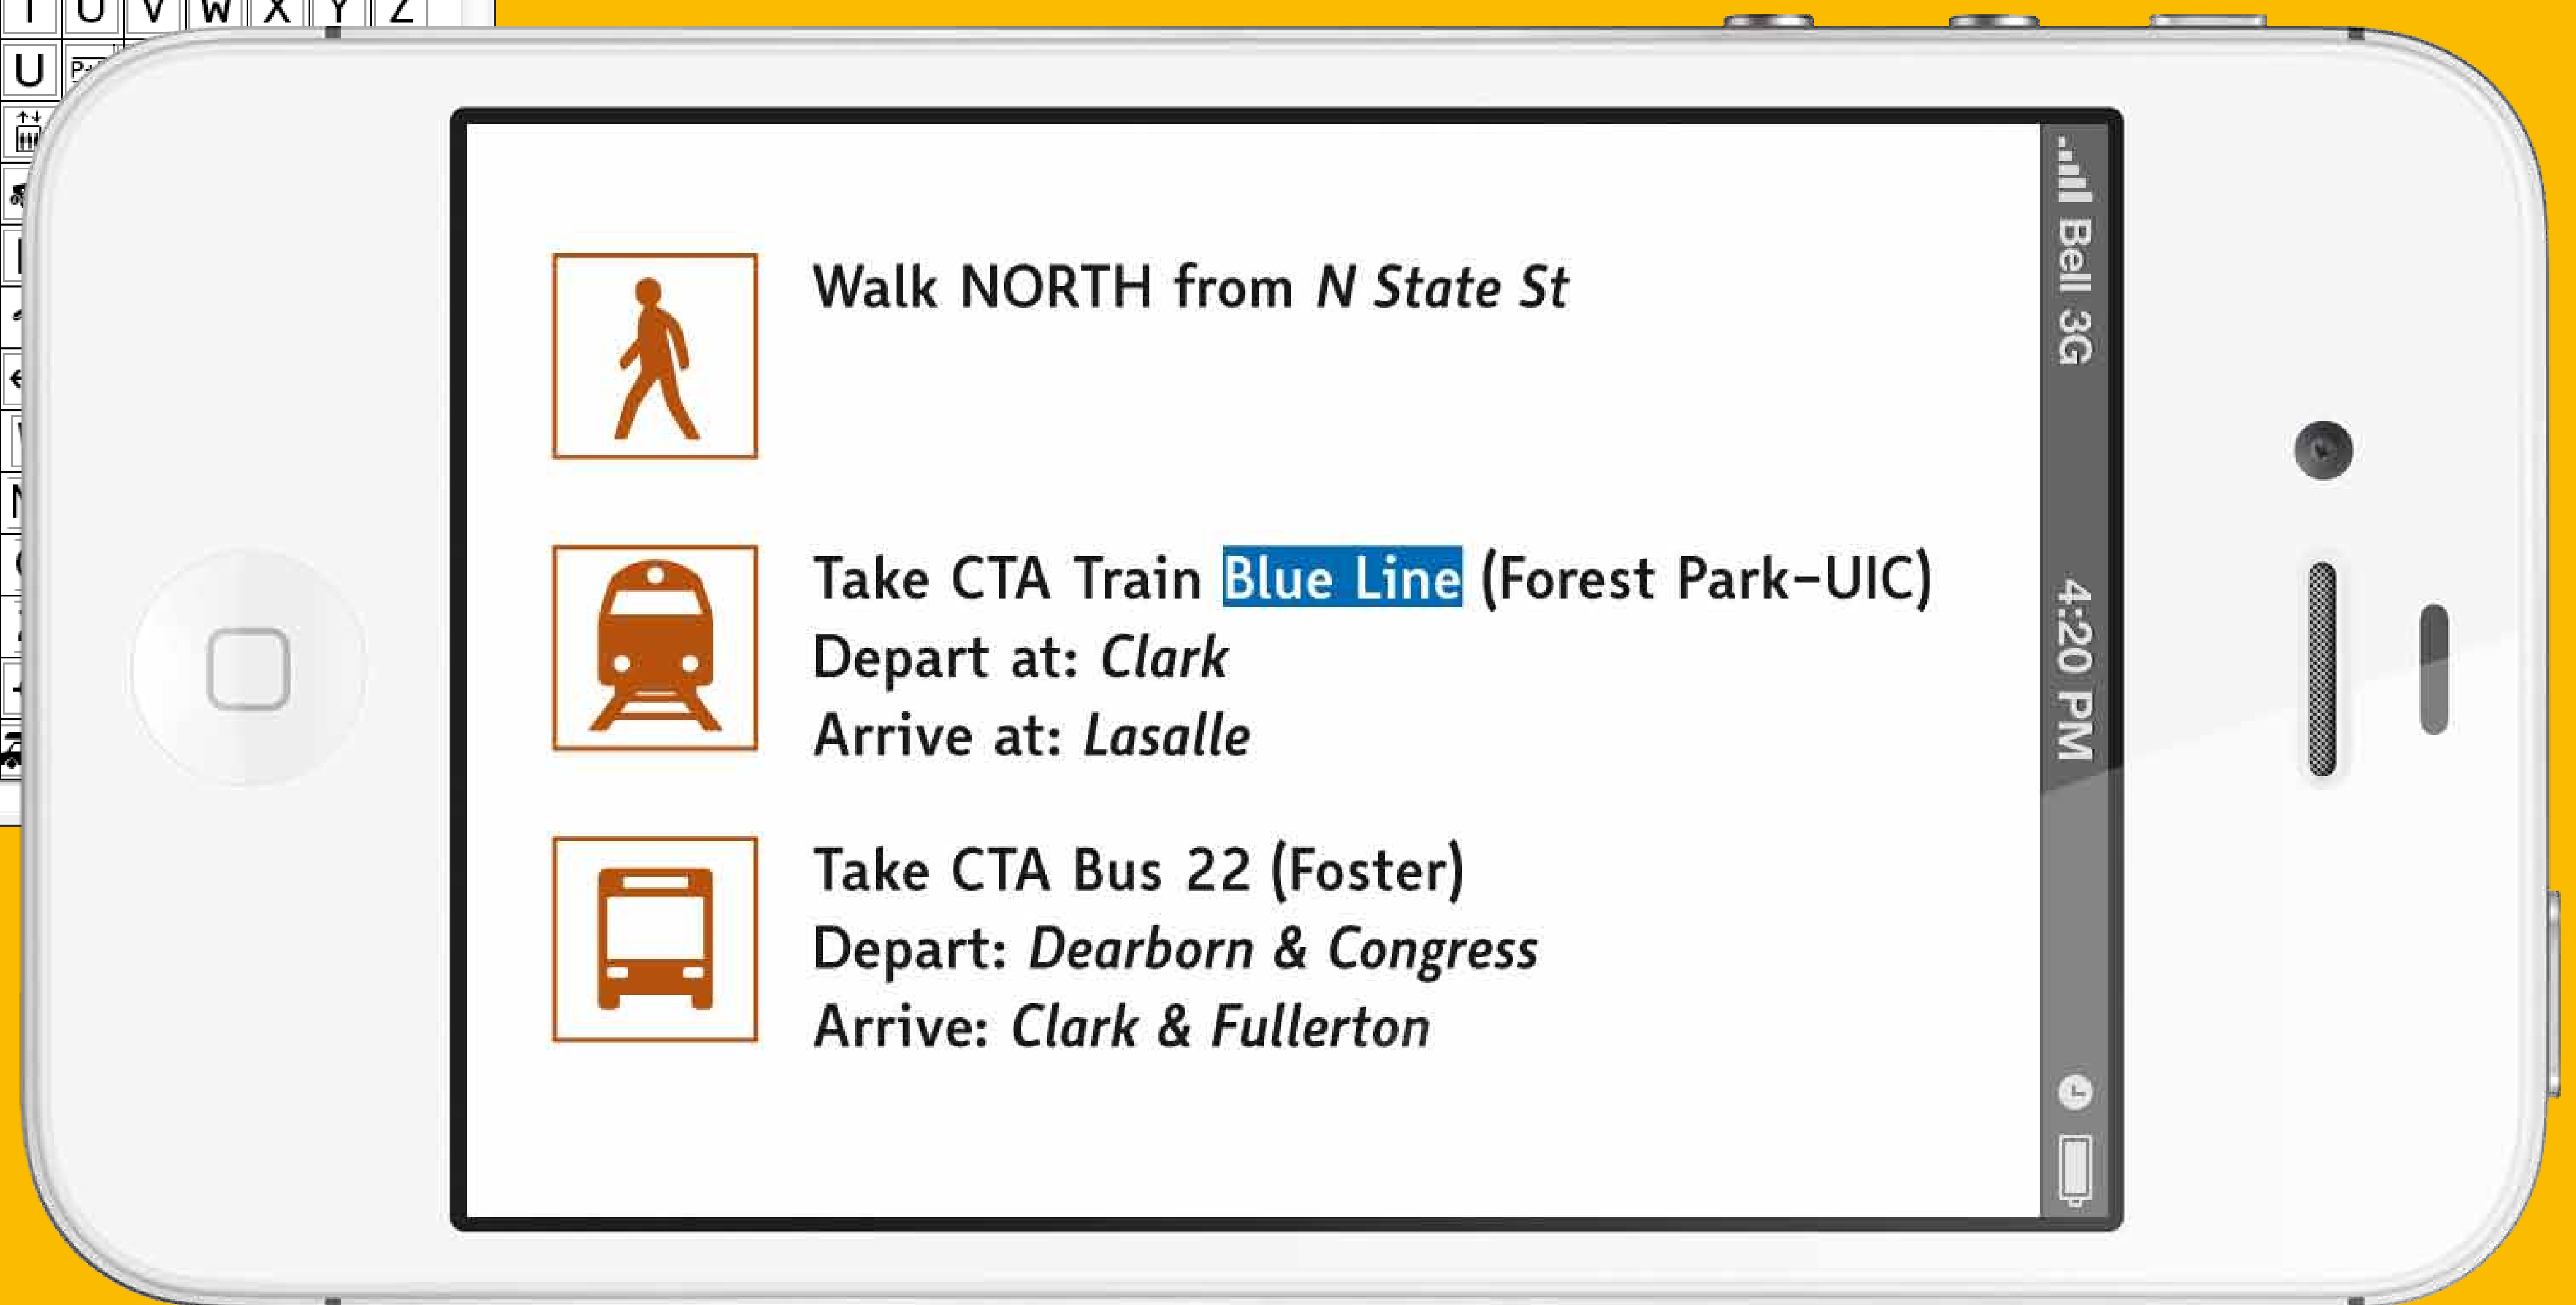 T U V W X Y Z
U
Walk NORTH from N State St
Take CTA Train Blue Line (Forest Park–UIC)
Depart at: Clark
Arrive at: Lasalle
Take CTA Bus 22 (Foster)
Depart: Dearborn & Congress
Arrive: Clark & Fullerton
Bell 3G
4:20 PM